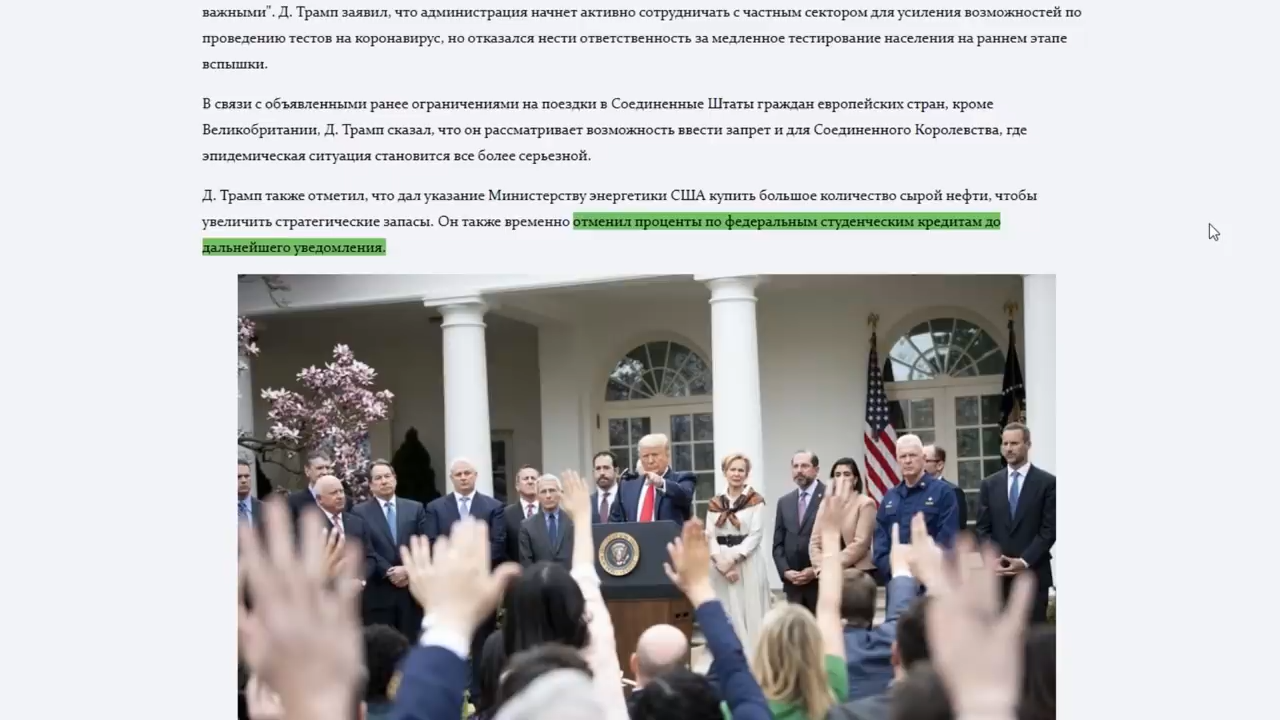 важными". Д. Трамп заявил, что администрация начнет активно сотрудничать с частным сектором для усиления возможностей по
проведению тестов на коронавирус, но отказался нести ответственность за медленное тестирование населения на раннем этапе
вспышки.
В связи с объявленными ранее ограничениями на поездки в Соединенные Штаты граждан европейских стран, кроме
Великобритании, Д. Трамп сказал, что он рассматривает возможность ввести запрет и для Соединенного Королевства, где
эпидемическая ситуация становится все более серьезной.
Д. Трамп также отметил, что дал указание Министерству энергетики США купить большое количество сырой нефти, чтобы
увеличить стратегические запасы. Он также временно отменил проценты по федеральным студенческим кредитам до
дальнейшего уведомления.